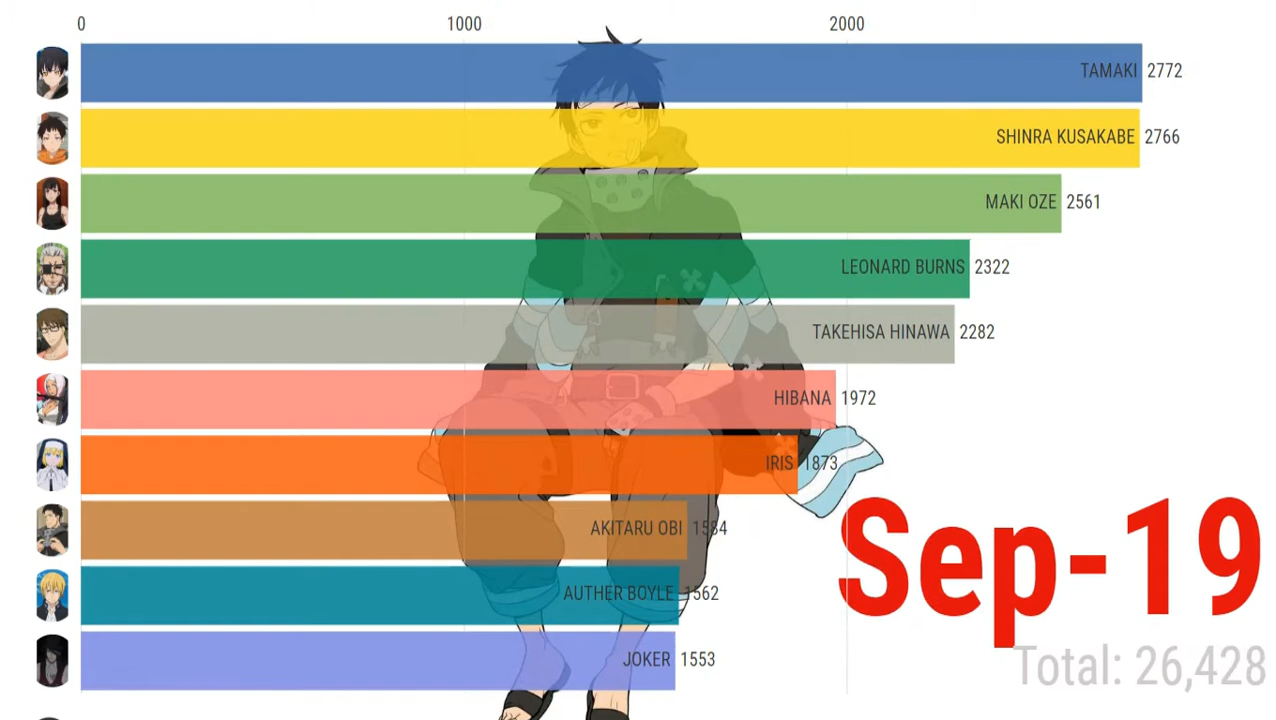 0 1000 2000
TAMAKI 2772
SHINRA KUSAKABE 2766
MAKI OZE 2561
LEONARD BURNS 2322
TAKEHISA HINAWA 2282
HIBANA 1972
IRIS 1873
AKITARU OBI 1584
AUTHER BOYLE 1562
JOKER 1553
Sep-19
Total: 26,428